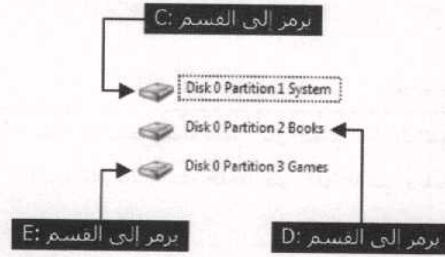 يرمز إلى القسم C:
Disk 0 Partition 1 System
Disk 0 Partition 2 Books
Disk 0 Partition 3 Games
يرمز إلى القسم D:
يرمز إلى القسم E: